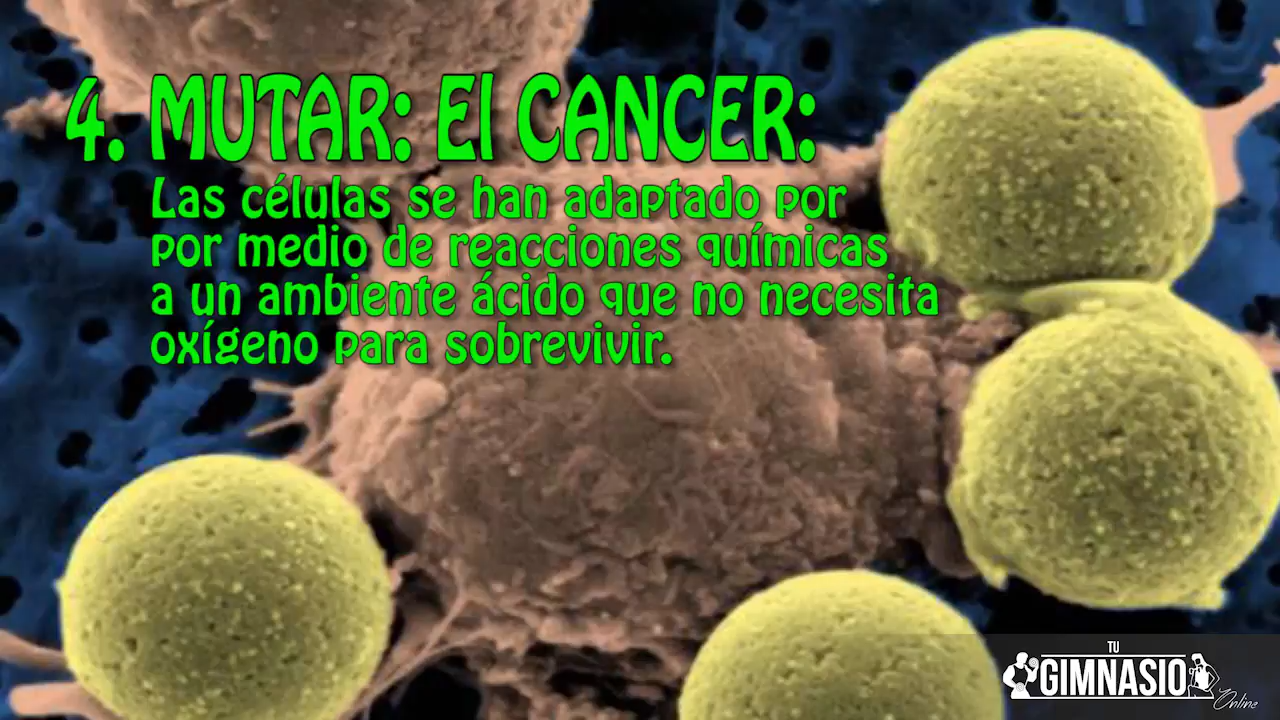 4. MUTAR: El CANCER:
Las células se han adaptado por
por medio de reacciones químicas
a un ambiente ácido que no necesita
oxígeno para sobrevivir.
TU
GIMNASIO
Online